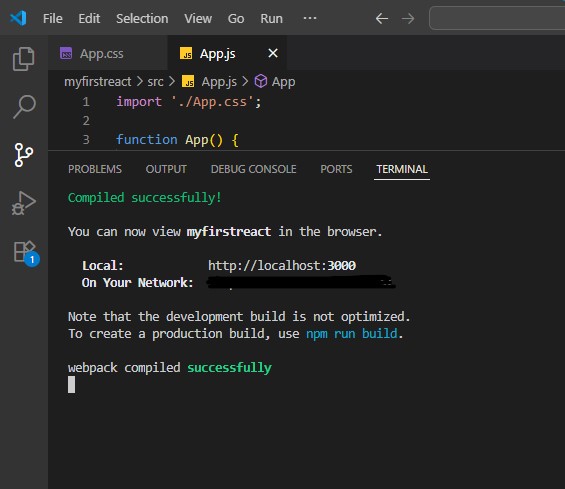 File Edit Selection View Go Run ···
App.css JS App.js ×
myfirstreact > src > JS App.js > App
1 import './App.css';
2
3 function App() {
PROBLEMS OUTPUT DEBUG CONSOLE PORTS TERMINAL
Compiled successfully!
You can now view myfirstreact in the browser.
Local: http://localhost:3000
On Your Network:
Note that the development build is not optimized.
To create a production build, use npm run build.
webpack compiled successfully
1